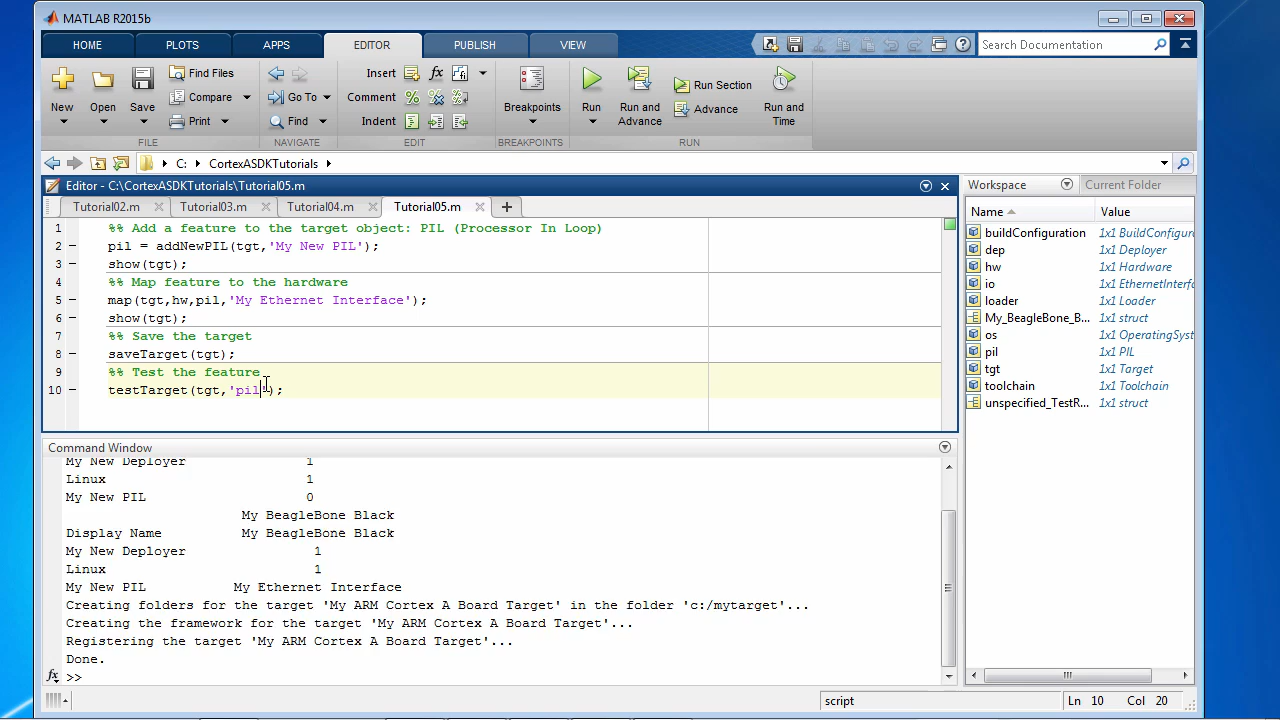 MATLAB R2015b
HOME PLOTS APPS EDITOR PUBLISH VIEW Search Documentation
New Open Save Find Files Compare Print Go To Find Insert fx Comment % Indent Breakpoints Run Run and Advance Run Section Advance Run and Time
FILE NAVIGATE EDIT BREAKPOINTS RUN
C: CortexASDKTutorials
Editor - C:\CortexASDKTutorials\Tutorial05.m
Tutorial02.m Tutorial03.m Tutorial04.m Tutorial05.m
1 %% Add a feature to the target object: PIL (Processor In Loop)
2 pil = addNewPIL(tgt,'My New PIL');
3 show(tgt);
4 %% Map feature to the hardware
5 map(tgt,hw,pil,'My Ethernet Interface');
6 show(tgt);
7 %% Save the target
8 saveTarget(tgt);
9 %% Test the feature
10 testTarget(tgt,'pil');
Command Window
My New Deployer 1
Linux 1
My New PIL 0
My BeagleBone Black
Display Name My BeagleBone Black
My New Deployer 1
Linux 1
My New PIL My Ethernet Interface
Creating folders for the target 'My ARM Cortex A Board Target' in the folder 'c:/mytarget'...
Creating the framework for the target 'My ARM Cortex A Board Target'...
Registering the target 'My ARM Cortex A Board Target'...
Done.
fx >>
Workspace Current Folder
Name Value
buildConfiguration 1x1 BuildConfigur
dep 1x1 Deployer
hw 1x1 Hardware
io 1x1 EthernetInterfa
loader 1x1 Loader
My_BeagleBone_B... 1x1 struct
os 1x1 OperatingSys
pil 1x1 PIL
tgt 1x1 Target
toolchain 1x1 Toolchain
unspecified_TestR... 1x1 struct
script Ln 10 Col 20